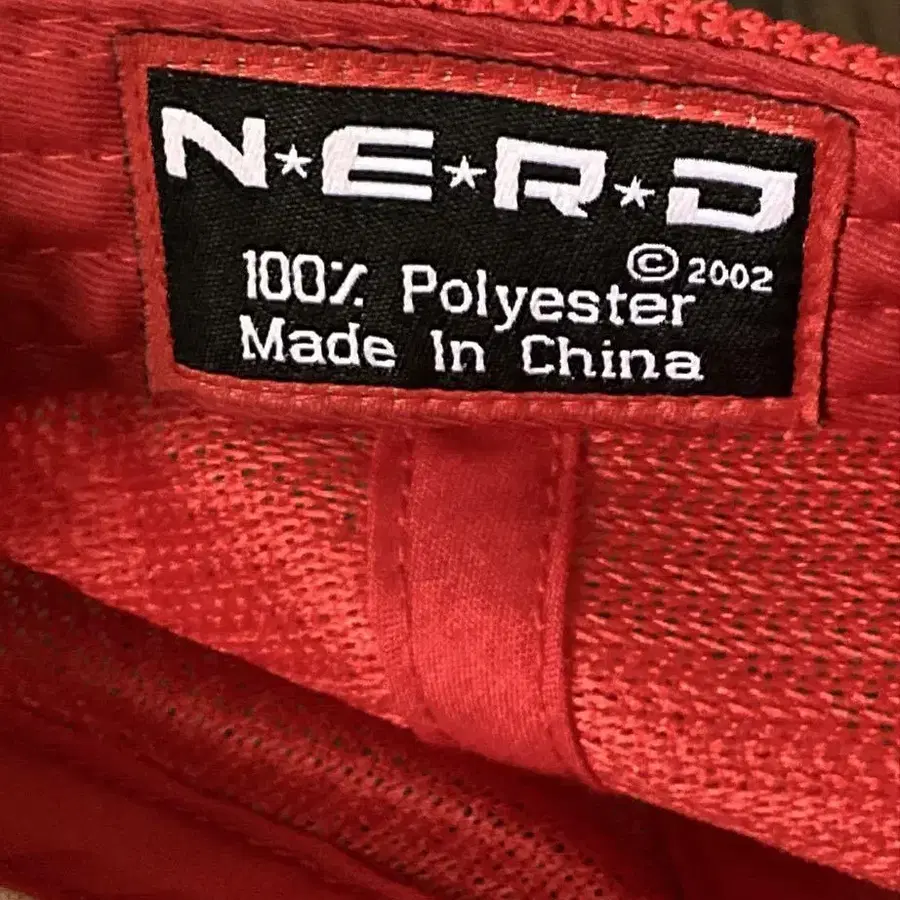 N★E★R★D
© 2002
100% Polyester
Made In China